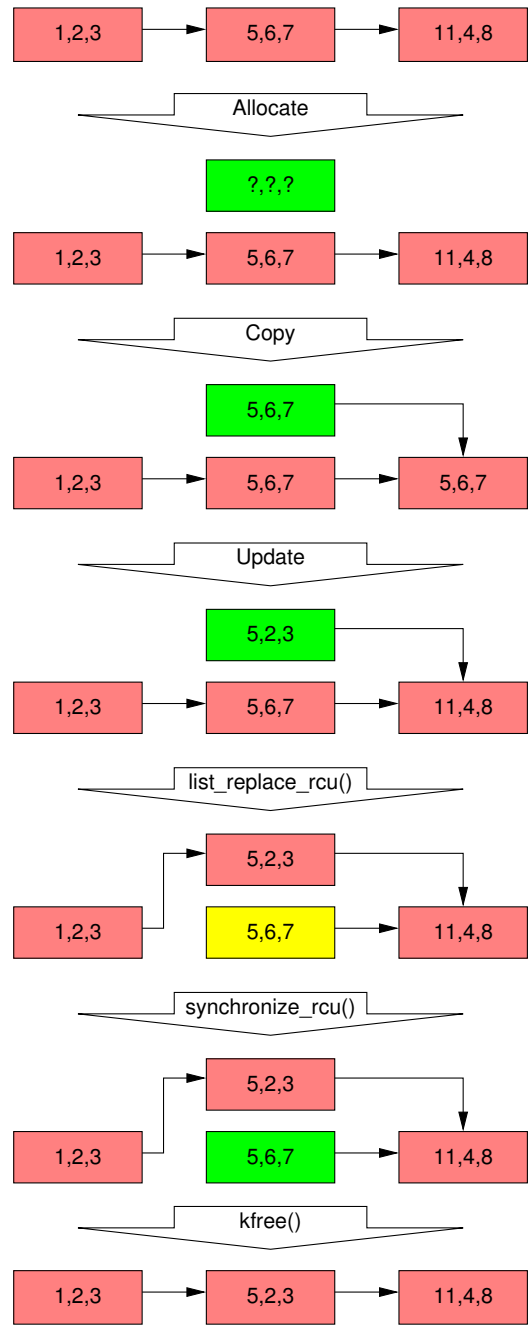 1,2,3 5,6,7 11,4,8
Allocate
?,?,?
1,2,3 5,6,7 11,4,8
Copy
5,6,7
1,2,3 5,6,7 5,6,7
Update
5,2,3
1,2,3 5,6,7 11,4,8
list_replace_rcu()
5,2,3
1,2,3 5,6,7 11,4,8
synchronize_rcu()
5,2,3
1,2,3 5,6,7 11,4,8
kfree()
1,2,3 5,2,3 11,4,8